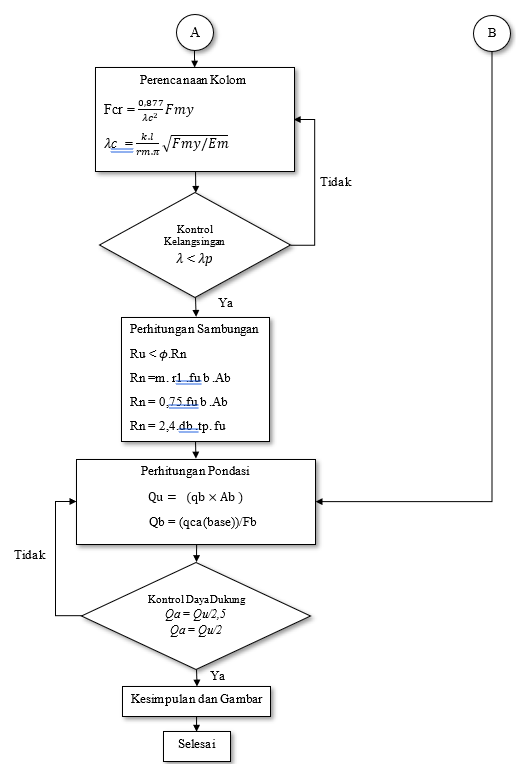 A
B
Perencanaan Kolom
Fcr = 0,877/λc² Fmy
λc = k.l/rm.π √Fmy/Em
Tidak
Kontrol
Kelangsingan
λ < λp
Ya
Perhitungan Sambungan
Ru < ϕ.Rn
Rn =m. r1 .fu b .Ab
Rn = 0,75.fu b .Ab
Rn = 2,4.db .tp. fu
Perhitungan Pondasi
Qu = (qb × Ab )
Qb = (qca(base))/Fb
Tidak
Kontrol DayaDukung
Qa = Qu/2,5
Qa = Qu/2
Ya
Kesimpulan dan Gambar
Selesai